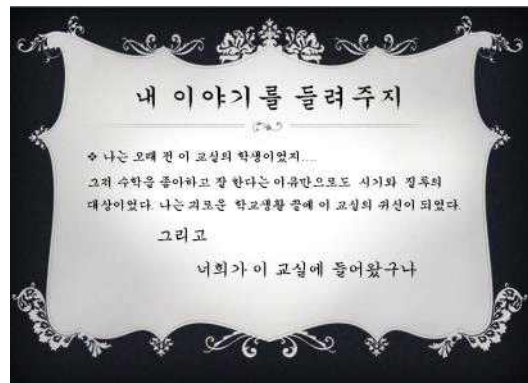 내 이야기를 들려주지
❖ 나는 오래 전 이 교실의 학생이었지....
그저 수학을 좋아하고 잘 한다는 이유만으로도 시기와 질투의
대상이었다. 나는 괴로운 학교생활 끝에 이 교실의 귀신이 되었다.
그리고
너희가 이 교실에 들어왔구나